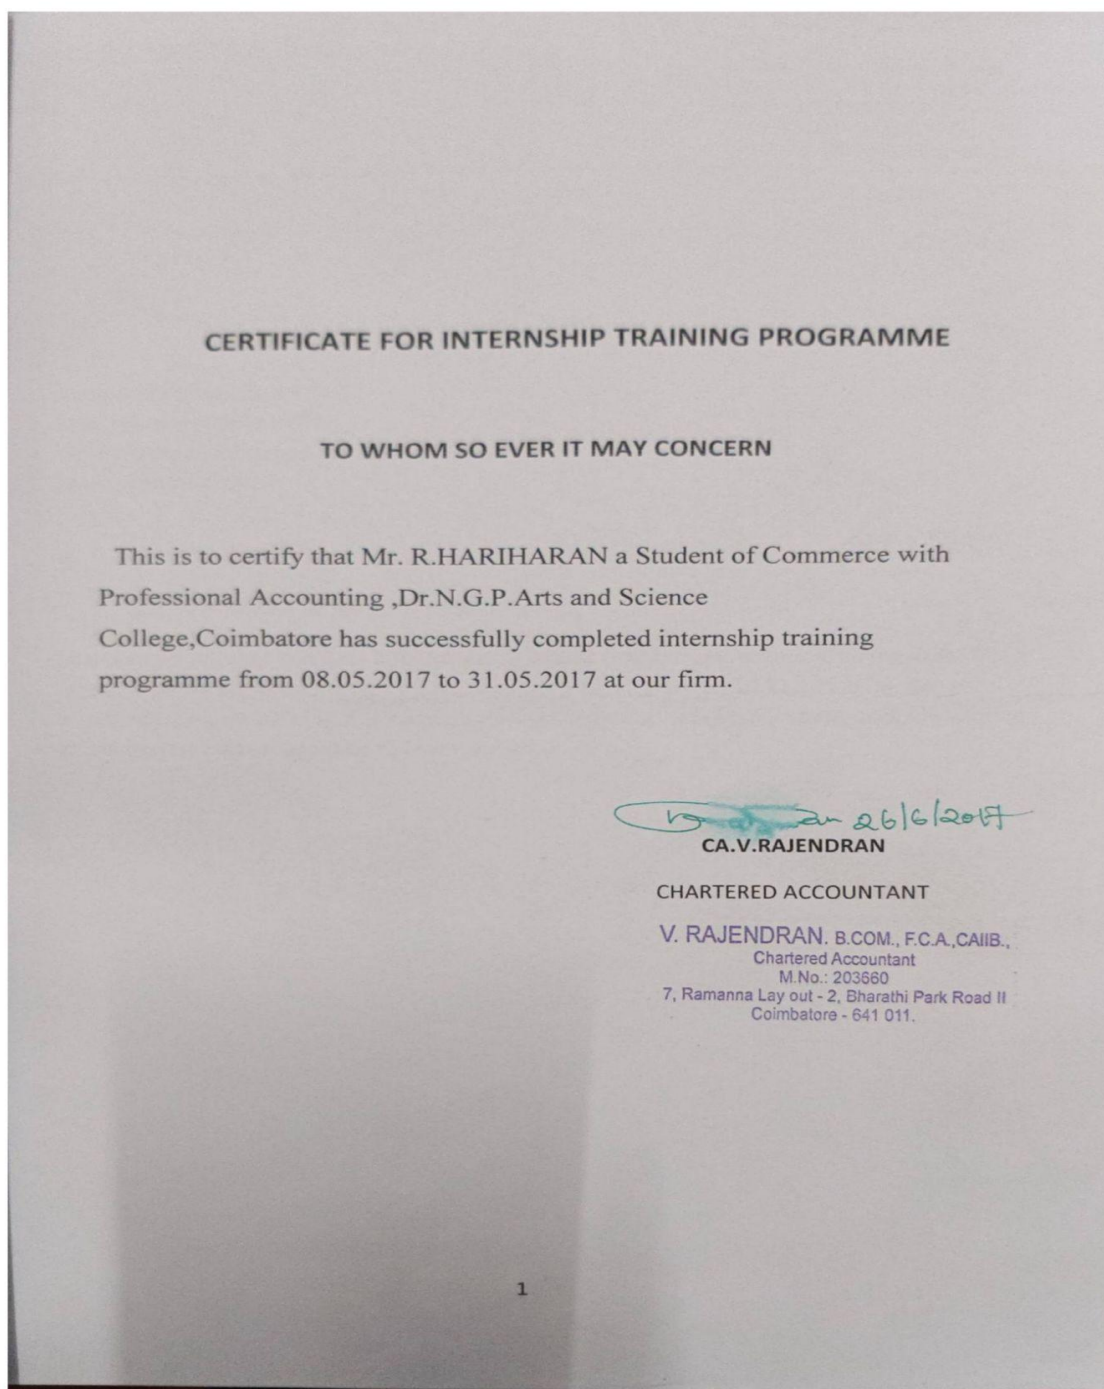 CERTIFICATE FOR INTERNSHIP TRAINING PROGRAMME
TO WHOM SO EVER IT MAY CONCERN
This is to certify that Mr. R.HARIHARAN a Student of Commerce with
Professional Accounting ,Dr.N.G.P.Arts and Science
College,Coimbatore has successfully completed internship training
programme from 08.05.2017 to 31.05.2017 at our firm.
26/6/2017
CA.V.RAJENDRAN
CHARTERED ACCOUNTANT
V. RAJENDRAN. B.COM., F.C.A.,CAIIB.,
Chartered Accountant
M.No.: 203660
7, Ramanna Lay out - 2, Bharathi Park Road II
Coimbatore - 641 011.
1